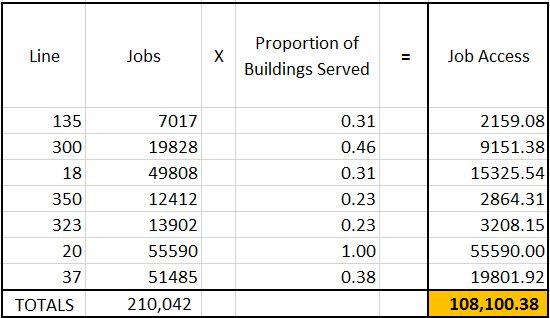 Line Jobs X Proportion of Buildings Served = Job Access
135 7017 0.31 2159.08
300 19828 0.46 9151.38
18 49808 0.31 15325.54
350 12412 0.23 2864.31
323 13902 0.23 3208.15
20 55590 1.00 55590.00
37 51485 0.38 19801.92
TOTALS 210,042 108,100.38